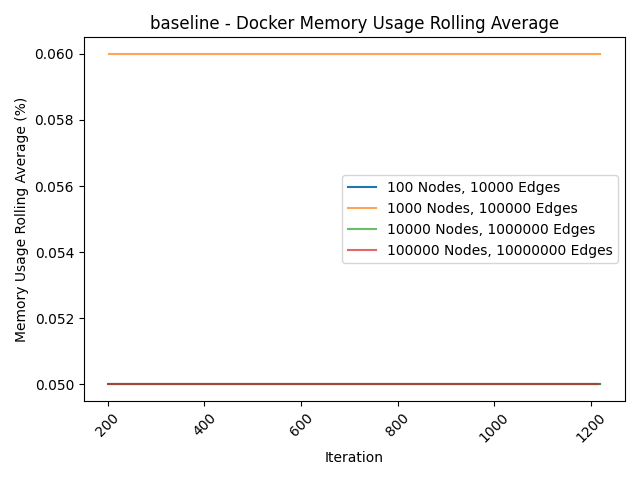 baseline - Docker Memory Usage Rolling Average
Memory Usage Rolling Average (%)
0.060
0.058
0.056
0.054
0.052
0.050
100 Nodes, 10000 Edges
1000 Nodes, 100000 Edges
10000 Nodes, 1000000 Edges
100000 Nodes, 10000000 Edges
200
400
600
800
1000
1200
Iteration